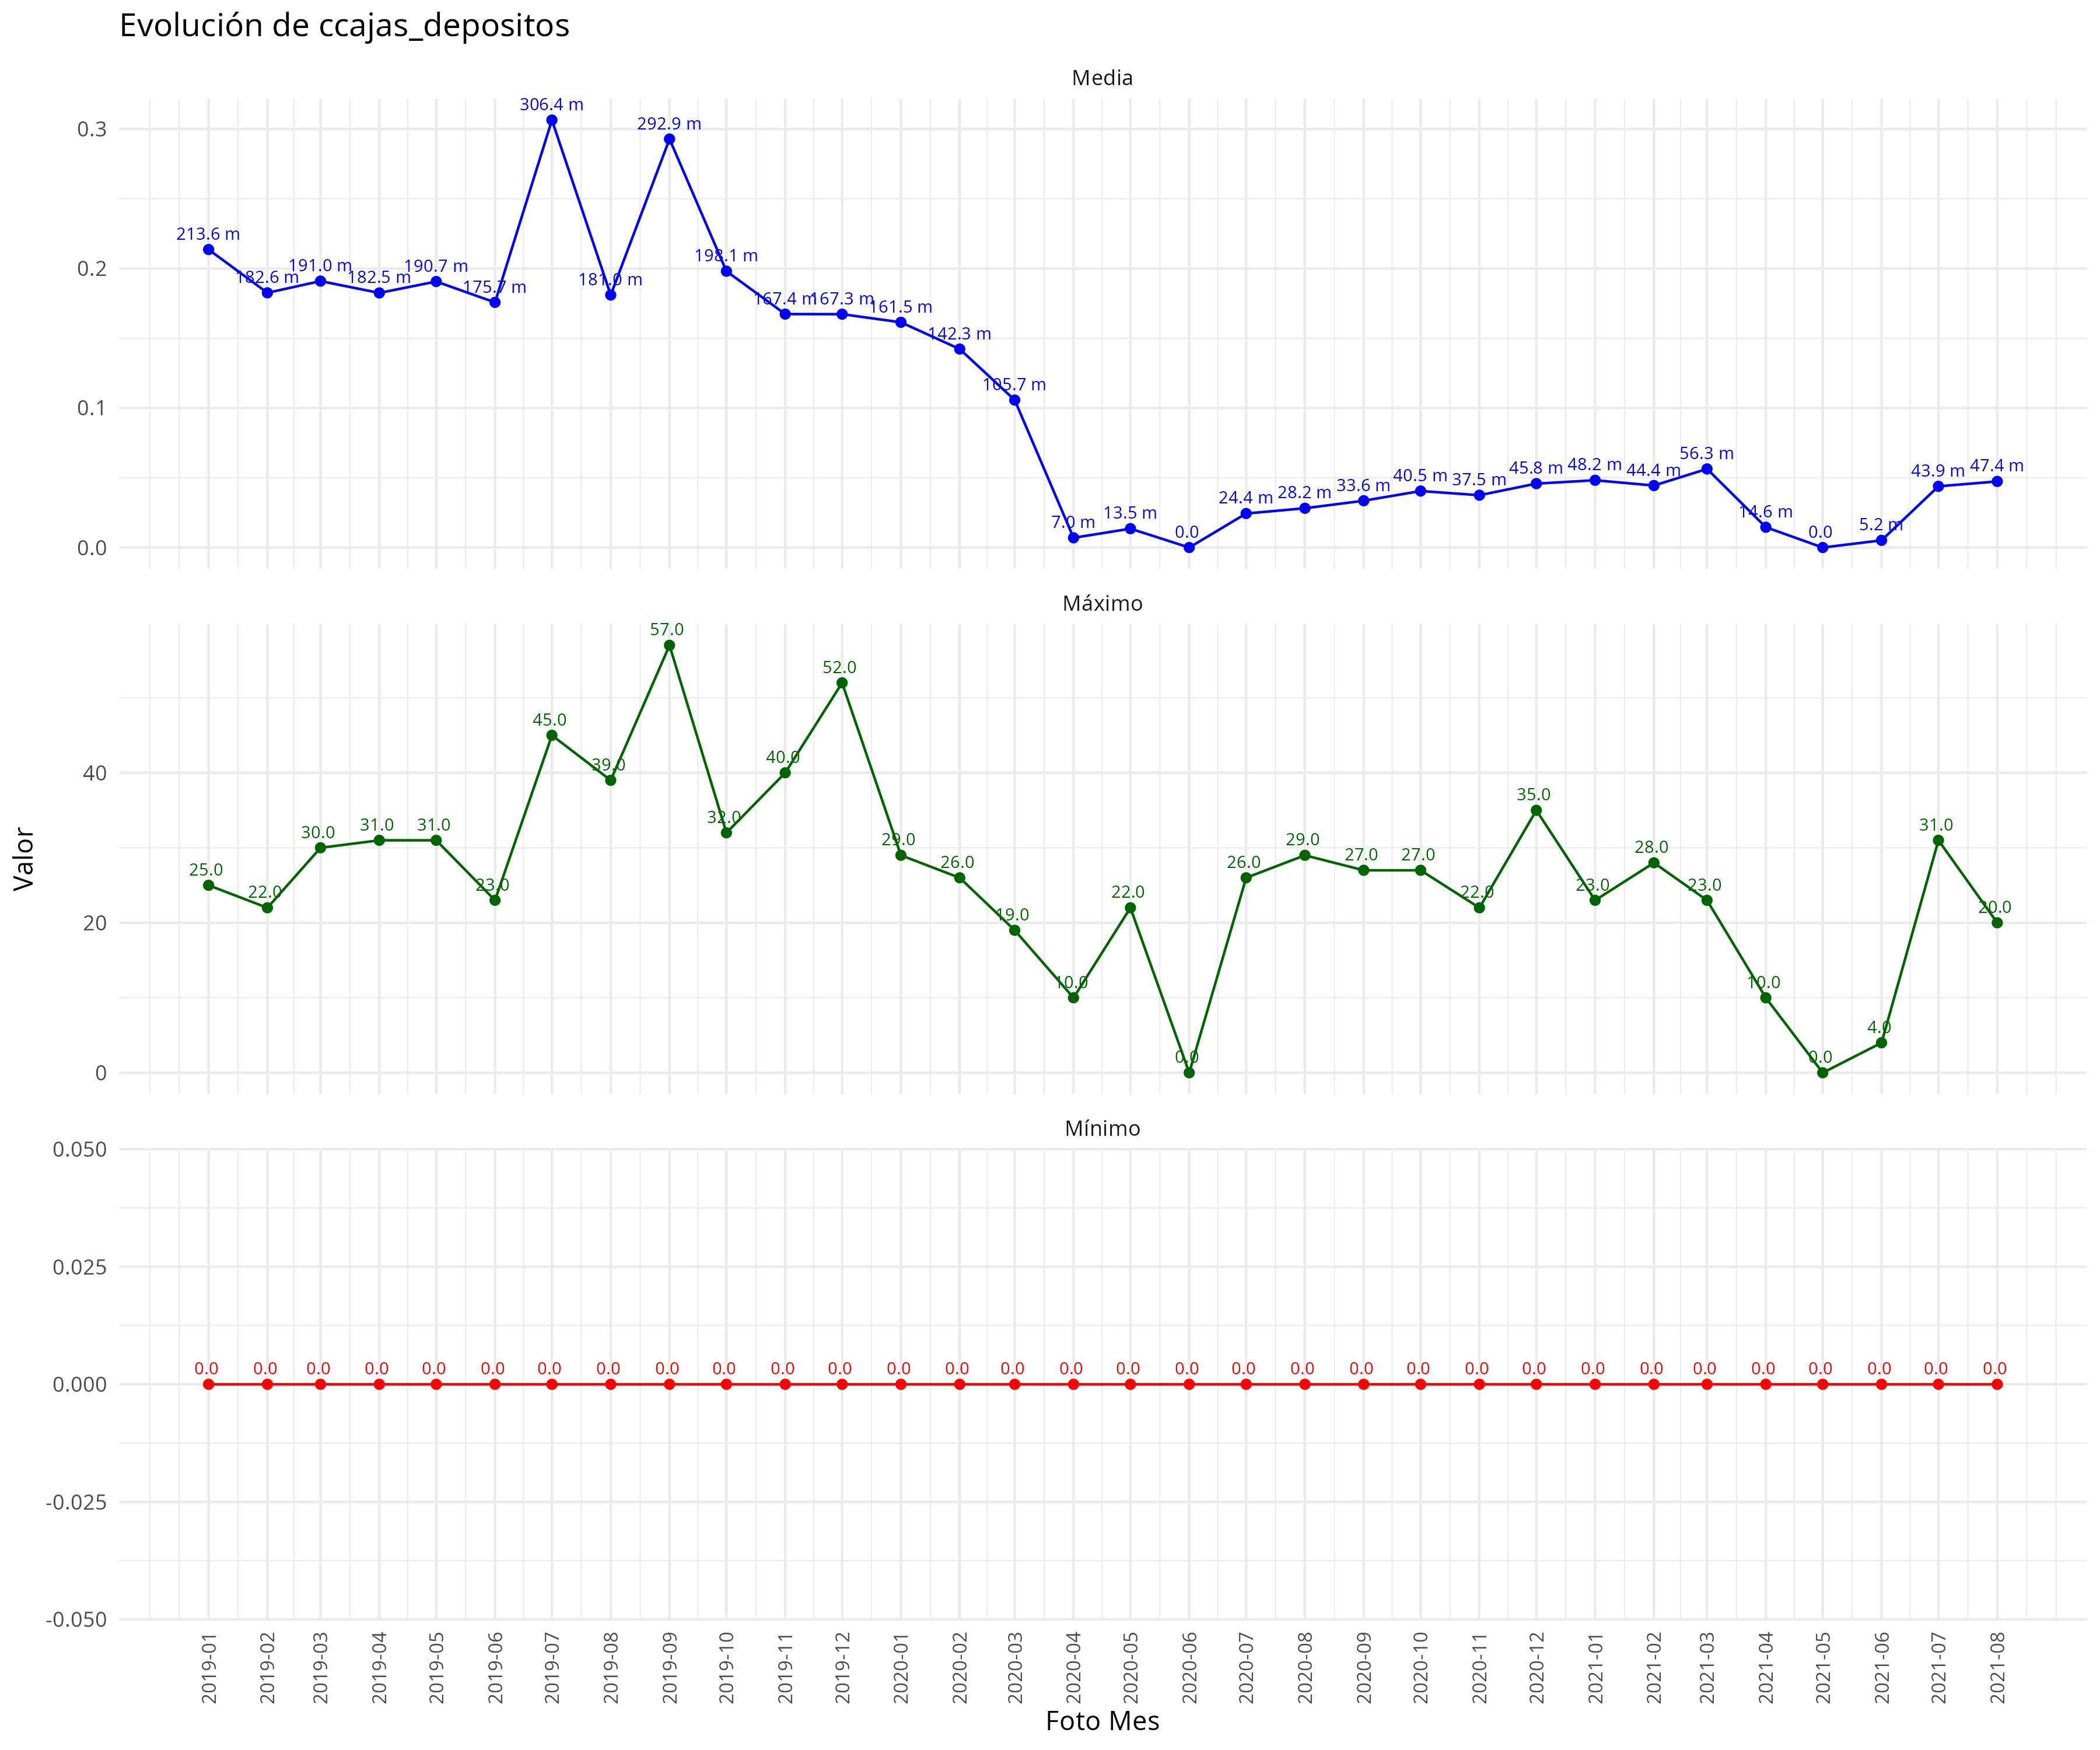 Evolución de ccajas_depositos
Media
0.3
0.2
0.1
0.0
213.6 m
182.6 m
191.0 m
182.5 m
190.7 m
175.7 m
306.4 m
181.0 m
292.9 m
198.1 m
167.4 m
167.3 m
161.5 m
142.3 m
105.7 m
7.0 m
13.5 m
0.0
24.4 m
28.2 m
33.6 m
40.5 m
37.5 m
45.8 m
48.2 m
44.4 m
56.3 m
14.6 m
0.0
5.2 m
43.9 m
47.4 m
Máximo
40
20
0
25.0
22.0
30.0
31.0
31.0
23.0
45.0
39.0
57.0
32.0
40.0
52.0
29.0
26.0
19.0
10.0
22.0
0.0
26.0
29.0
27.0
27.0
22.0
35.0
23.0
28.0
23.0
10.0
0.0
4.0
31.0
20.0
Valor
Mínimo
0.050
0.025
0.000
-0.025
-0.050
0.0 0.0 0.0 0.0 0.0 0.0 0.0 0.0 0.0 0.0 0.0 0.0 0.0 0.0 0.0 0.0 0.0 0.0 0.0 0.0 0.0 0.0 0.0 0.0 0.0 0.0 0.0 0.0 0.0 0.0 0.0 0.0
2019-01
2019-02
2019-03
2019-04
2019-05
2019-06
2019-07
2019-08
2019-09
2019-10
2019-11
2019-12
2020-01
2020-02
2020-03
2020-04
2020-05
2020-06
2020-07
2020-08
2020-09
2020-10
2020-11
2020-12
2021-01
2021-02
2021-03
2021-04
2021-05
2021-06
2021-07
2021-08
Foto Mes